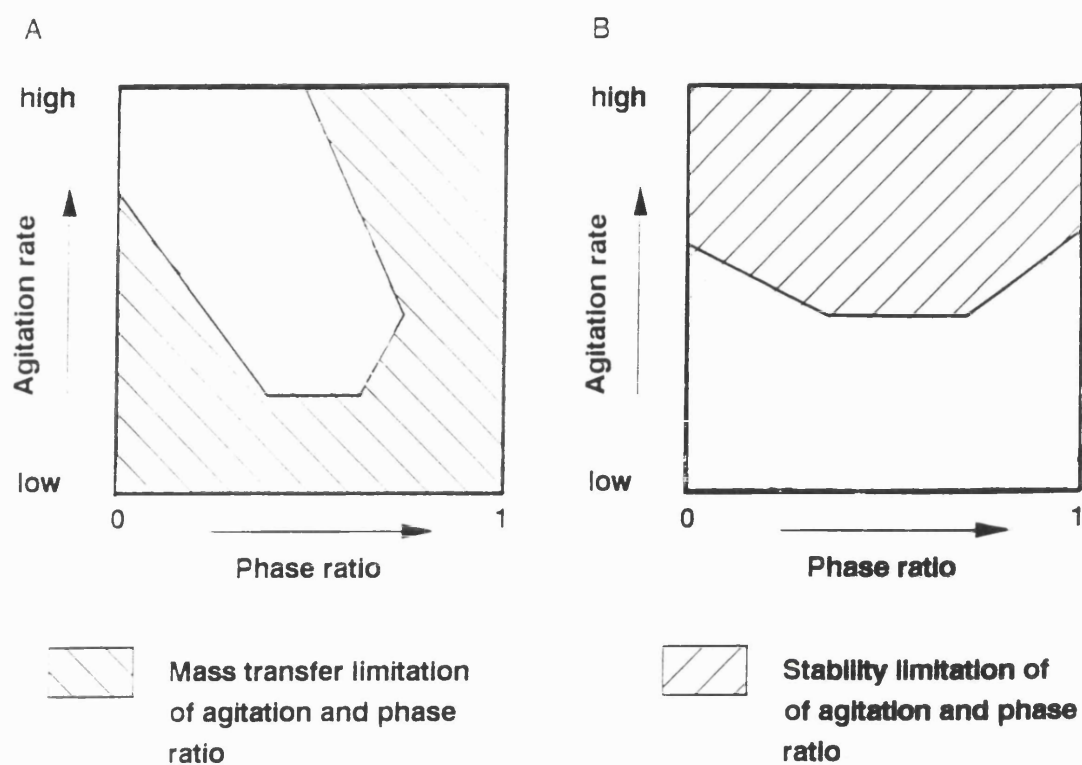 A
high
Agitation rate
low
0
1
Phase ratio
Mass transfer limitation
of agitation and phase
ratio
B
high
Agitation rate
low
0
1
Phase ratio
Stability limitation of
of agitation and phase
ratio